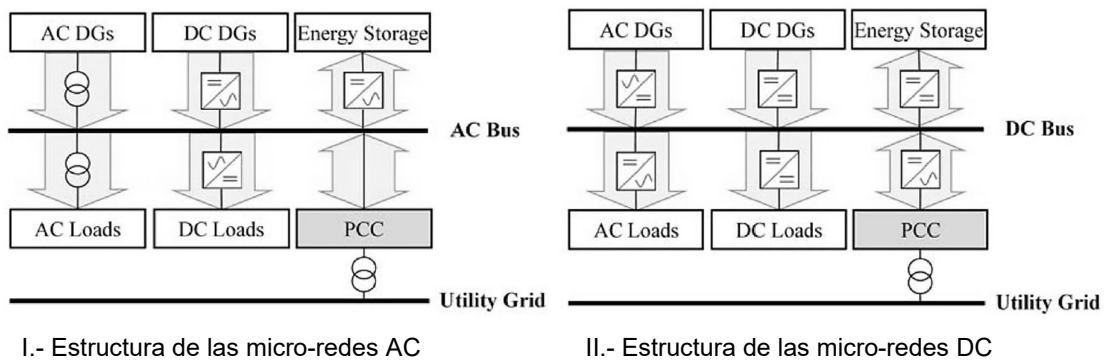 AC DGs DC DGs Energy Storage
AC Bus
AC Loads DC Loads PCC
Utility Grid
I.- Estructura de las micro-redes AC
AC DGs DC DGs Energy Storage
DC Bus
AC Loads DC Loads PCC
Utility Grid
II.- Estructura de las micro-redes DC